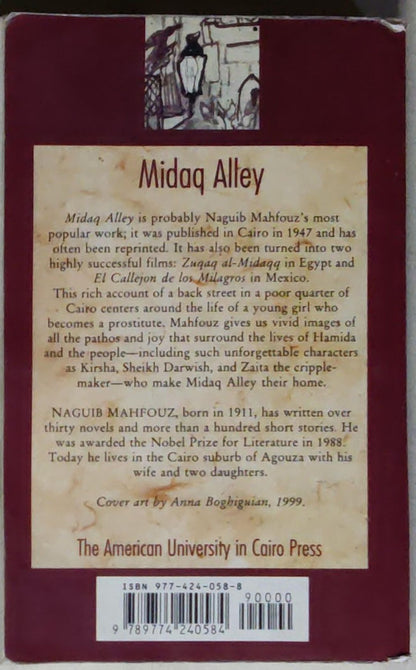 Midaq Alley
Midaq Alley is probably Naguib Mahfouz's most
popular work; it was published in Cairo in 1947 and has
often been reprinted. It has also been turned into two
highly successful films: Zuqaq al-Midaqq in Egypt and
El Callejon de los Milagros in Mexico.
This rich account of a back street in a poor quarter of
Cairo centers around the life of a young girl who
becomes a prostitute. Mahfouz gives us vivid images of
all the pathos and joy that surround the lives of Hamida
and the people—including such unforgettable characters
as Kirsha, Sheikh Darwish, and Zaita the cripple-
maker—who make Midaq Alley their home.
NAGUIB MAHFOUZ, born in 1911, has written over
thirty novels and more than a hundred short stories. He
was awarded the Nobel Prize for Literature in 1988.
Today he lives in the Cairo suburb of Agouza with his
wife and two daughters.
Cover art by Anna Boghiguian, 1999.
The American University in Cairo Press
ISBN 977-424-058-8
90000
9 789774 240584